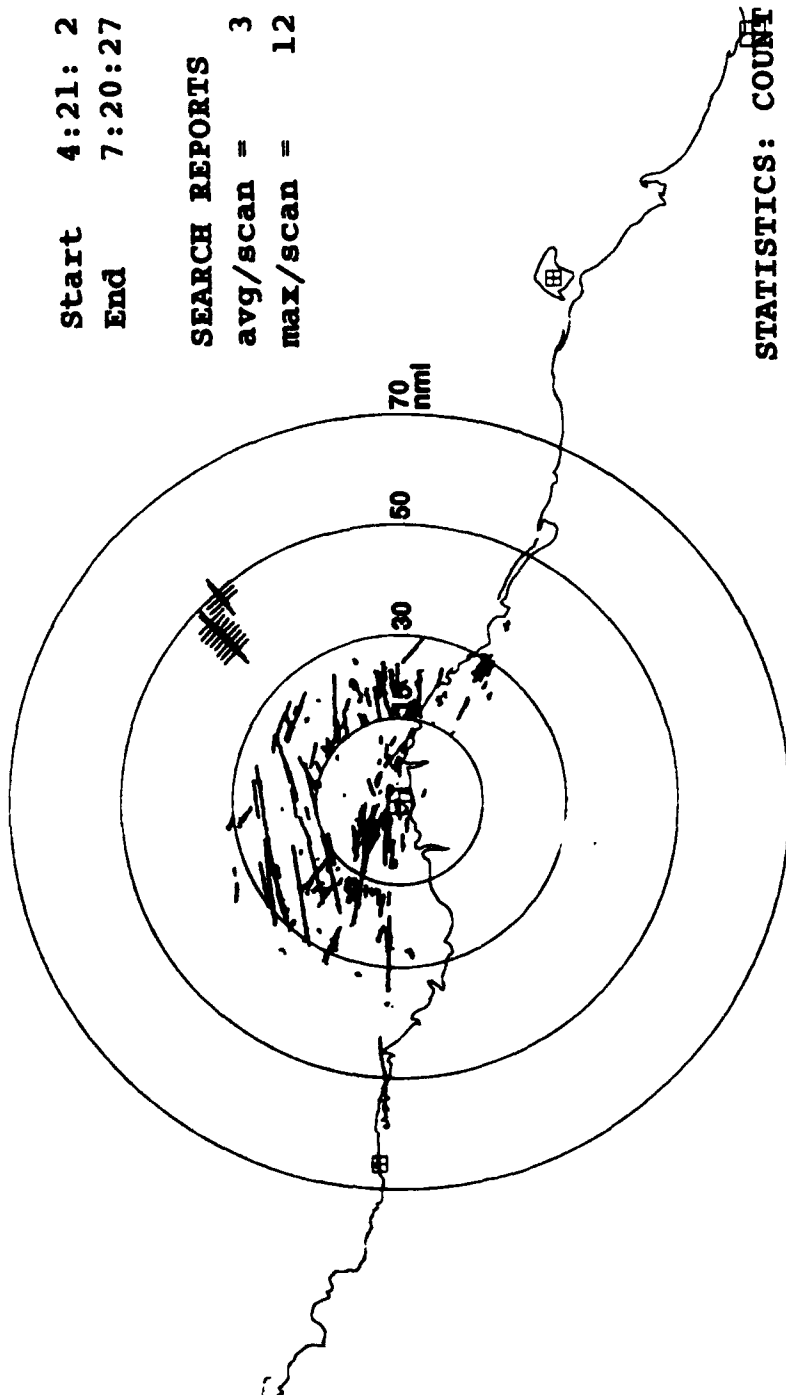 Start 4:21: 2
End 7:20:27
SEARCH REPORTS
avg/scan = 3
max/scan = 12
15
30
50
70
nmi
STATISTICS: COUNT